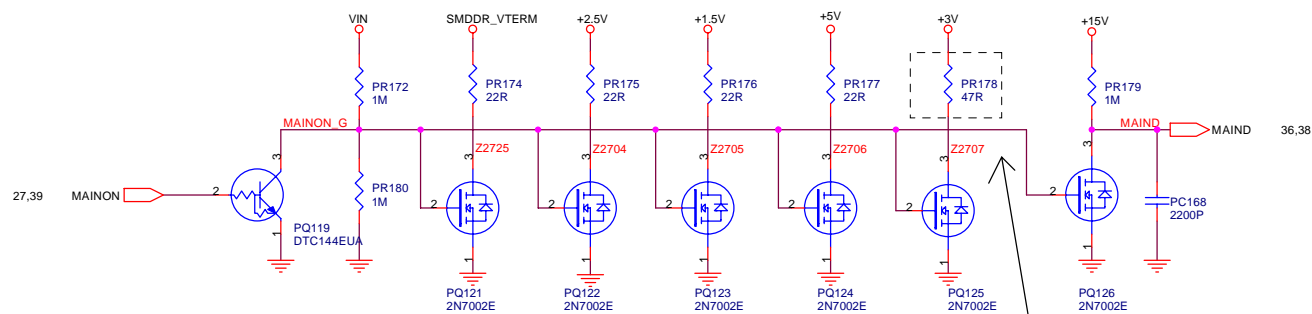 VIN
SMDDR_VTERM
+2.5V
+1.5V
+5V
+3V
+15V
PR172
1M
PR174
22R
PR175
22R
PR176
22R
PR177
22R
PR178
47R
PR179
1M
MAINON_G
MAIND
MAIND
36,38
3
3
Z2725
3
Z2704
3
Z2705
3
Z2706
3
Z2707
3
27,39
MAINON
2
PR180
1M
2
2
2
2
2
2
PC168
2200P
1
PQ119
DTC144EUA
1
1
1
1
1
1
PQ121
2N7002E
PQ122
2N7002E
PQ123
2N7002E
PQ124
2N7002E
PQ125
2N7002E
PQ126
2N7002E